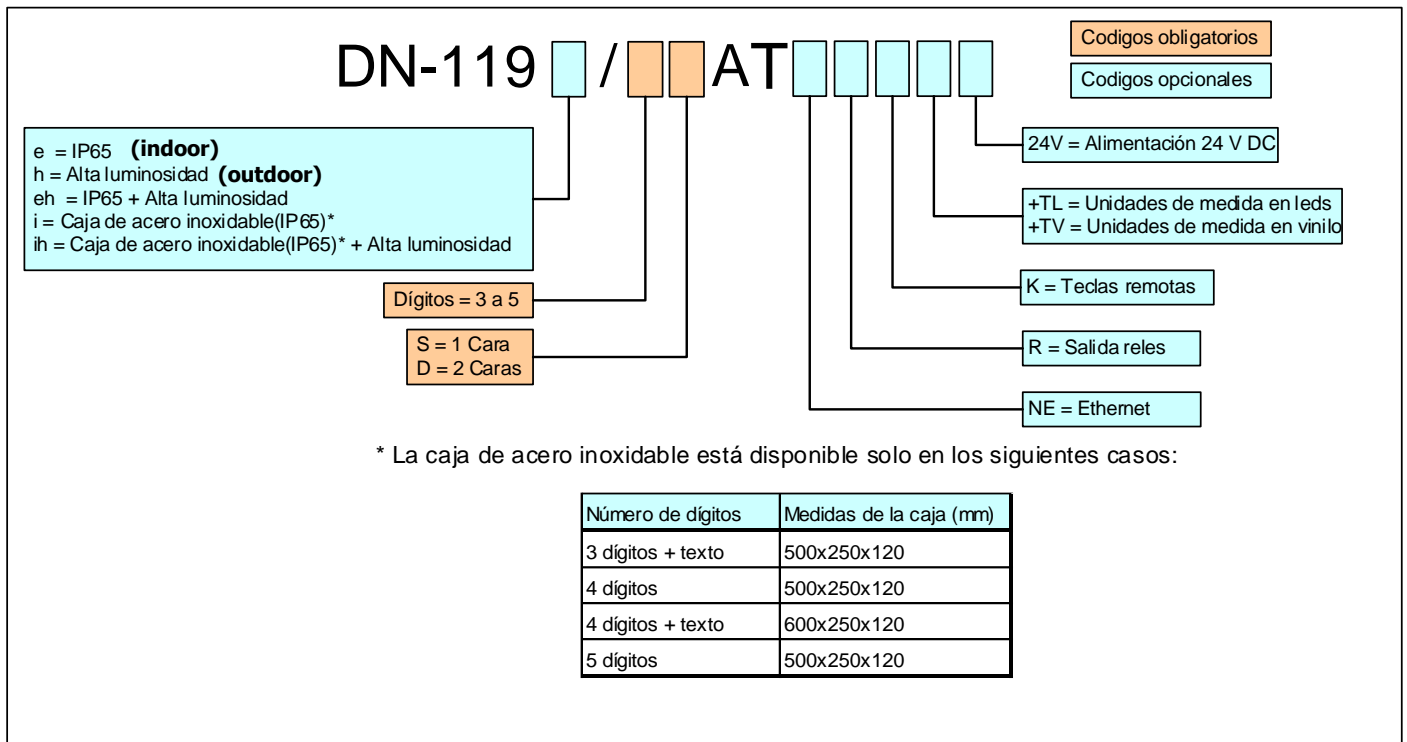 DN-119 / AT
Codigos obligatorios
Codigos opcionales
e = IP65 (indoor)
h = Alta luminosidad (outdoor)
eh = IP65 + Alta luminosidad
i = Caja de acero inoxidable(IP65)*
ih = Caja de acero inoxidable(IP65)* + Alta luminosidad
Dígitos = 3 a 5
S = 1 Cara
D = 2 Caras
24V = Alimentación 24 V DC
+TL = Unidades de medida en leds
+TV = Unidades de medida en vinilo
K = Teclas remotas
R = Salida reles
NE = Ethernet
* La caja de acero inoxidable está disponible solo en los siguientes casos:
Número de dígitos Medidas de la caja (mm)
3 dígitos + texto 500x250x120
4 dígitos 500x250x120
4 dígitos + texto 600x250x120
5 dígitos 500x250x120